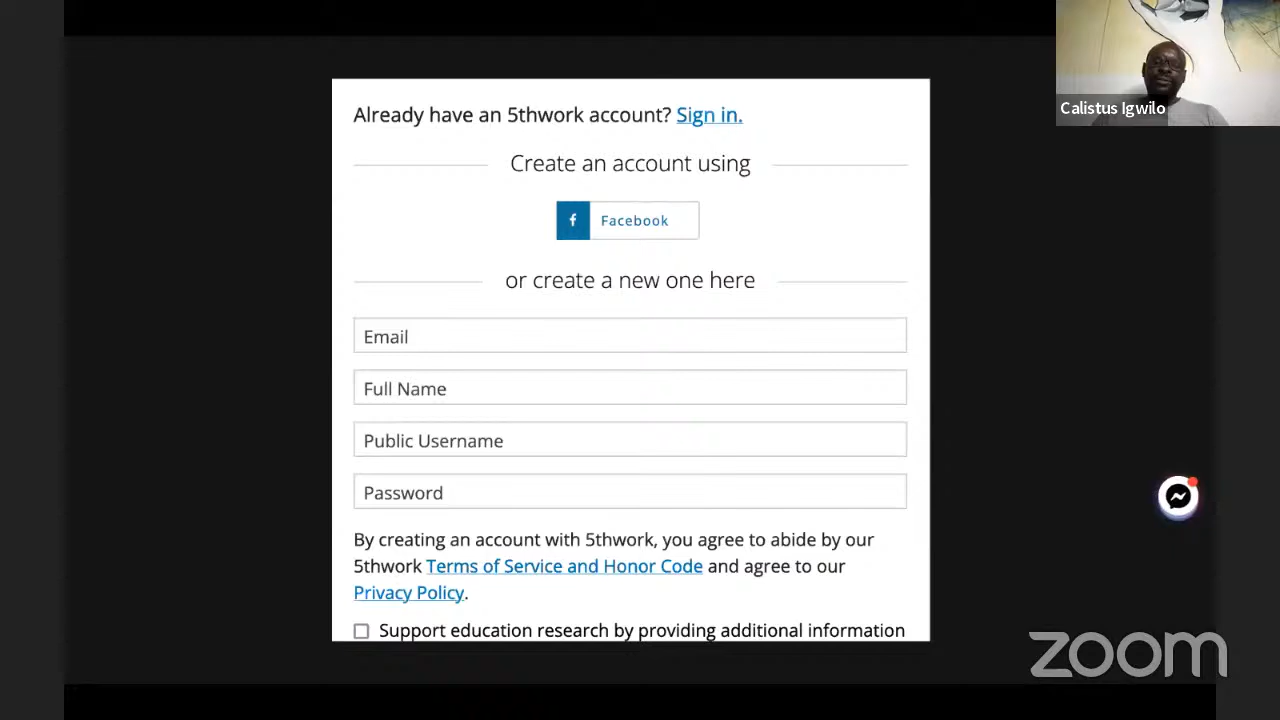 Already have an 5thwork account? Sign in.
Create an account using
f Facebook
or create a new one here
Email
Full Name
Public Username
Password
By creating an account with 5thwork, you agree to abide by our
5thwork Terms of Service and Honor Code and agree to our
Privacy Policy.
Support education research by providing additional information
Calistus Igwilo
zoom